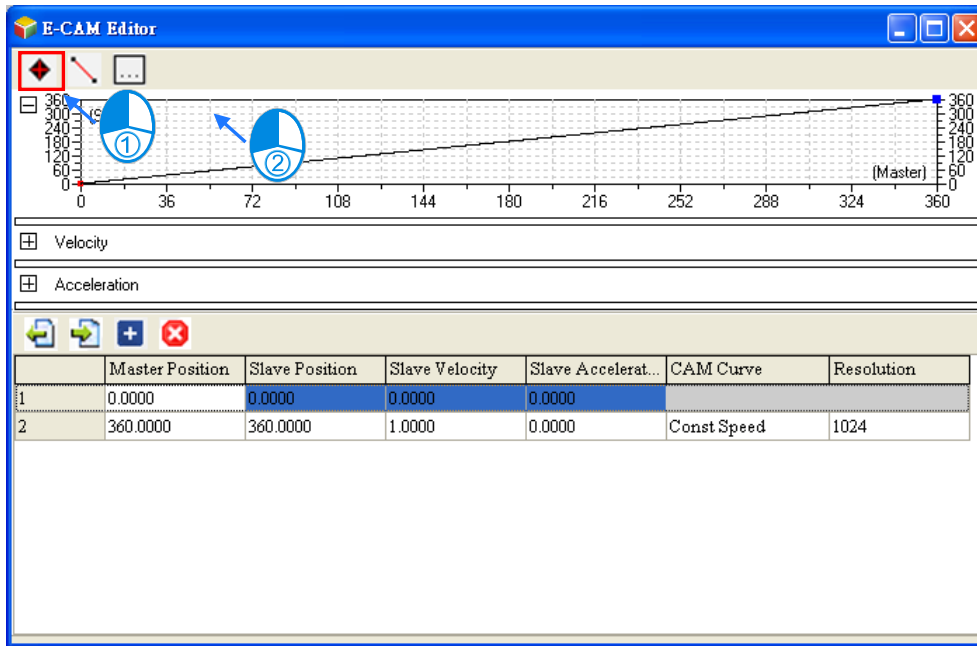 E-CAM Editor
...
360
300
240
180
120
60
0
①
②
(Master)
360
300
240
180
120
60
0
0 36 72 108 144 180 216 252 288 324 360
Velocity
Acceleration
Master Position Slave Position Slave Velocity Slave Accelerat... CAM Curve Resolution
1 0.0000 0.0000 0.0000 0.0000
2 360.0000 360.0000 1.0000 0.0000 Const Speed 1024